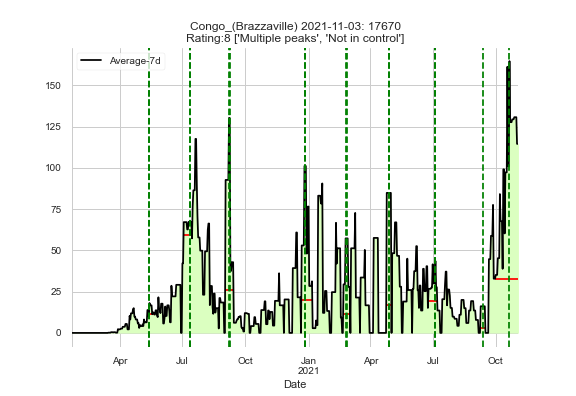 Congo_(Brazzaville) 2021-11-03: 17670
Rating:8 ['Multiple peaks', 'Not in control']
Average-7d
150
125
100
75
50
25
0
Apr
Jul
Oct
Jan
2021
Apr
Jul
Oct
Date